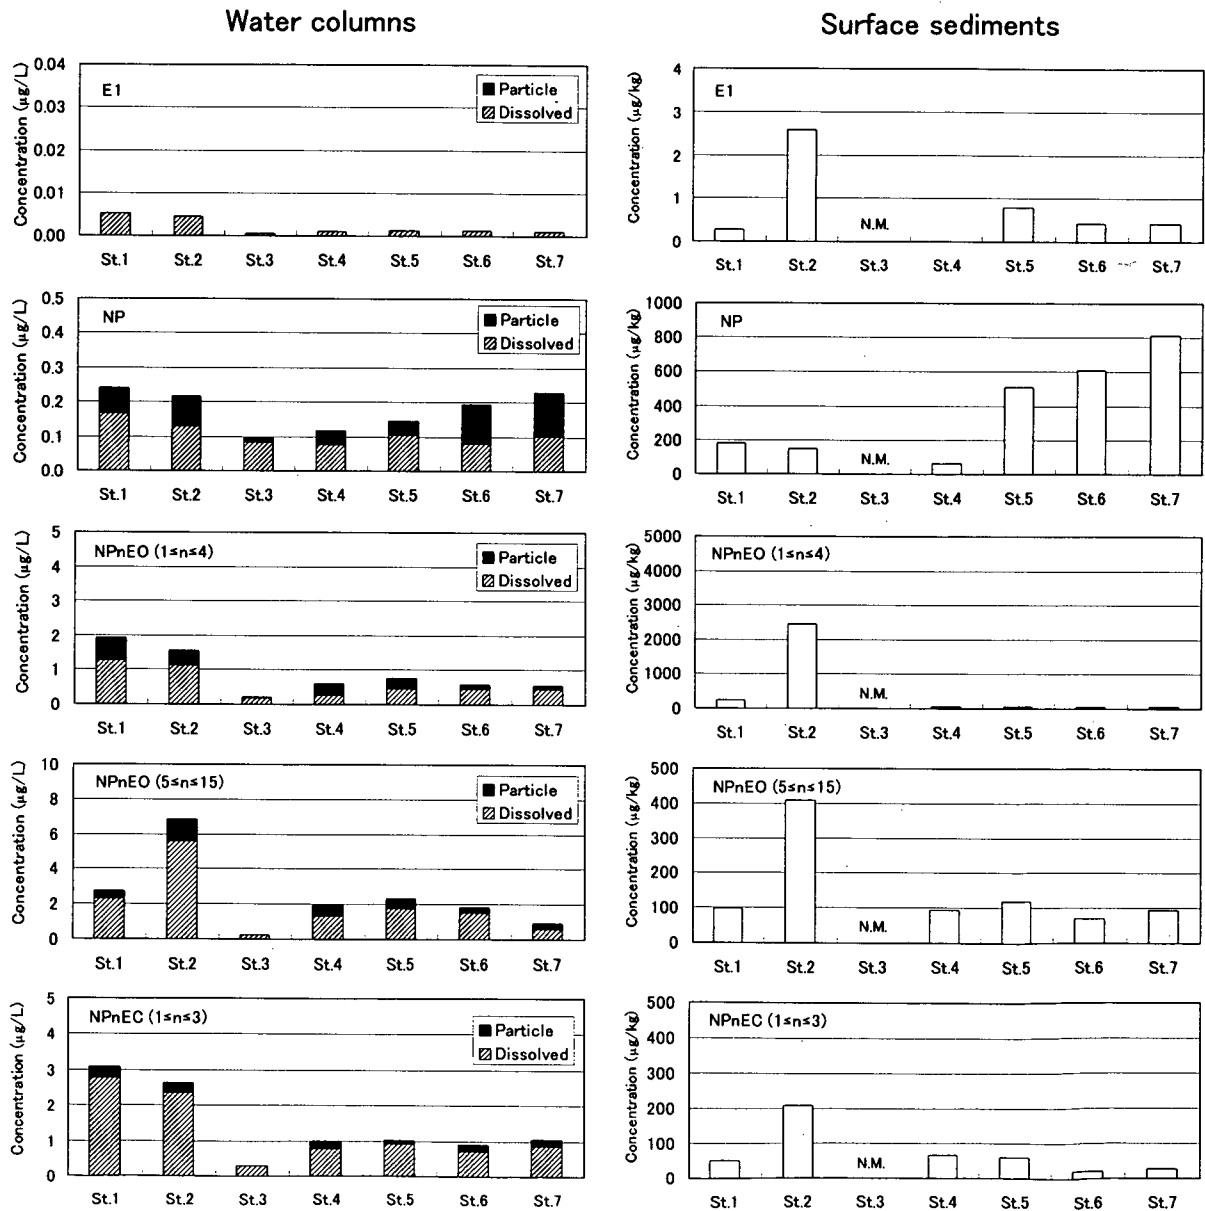 Water columns
Surface sediments
Concentration (μg/L)
0.04
0.03
0.02
0.01
0.00
E1
Particle
Dissolved
St.1 St.2 St.3 St.4 St.5 St.6 St.7
Concentration (μg/kg)
4
3
2
1
0
E1
N.M.
St.1 St.2 St.3 St.4 St.5 St.6 St.7
Concentration (μg/L)
0.5
0.4
0.3
0.2
0.1
0.0
NP
Particle
Dissolved
St.1 St.2 St.3 St.4 St.5 St.6 St.7
Concentration (μg/kg)
1000
800
600
400
200
0
NP
N.M.
St.1 St.2 St.3 St.4 St.5 St.6 St.7
Concentration (μg/L)
5
4
3
2
1
0
NPnEO (1≤n≤4)
Particle
Dissolved
St.1 St.2 St.3 St.4 St.5 St.6 St.7
Concentration (μg/kg)
5000
4000
3000
2000
1000
0
NPnEO (1≤n≤4)
N.M.
St.1 St.2 St.3 St.4 St.5 St.6 St.7
Concentration (μg/L)
10
8
6
4
2
0
NPnEO (5≤n≤15)
Particle
Dissolved
St.1 St.2 St.3 St.4 St.5 St.6 St.7
Concentration (μg/kg)
500
400
300
200
100
0
NPnEO (5≤n≤15)
N.M.
St.1 St.2 St.3 St.4 St.5 St.6 St.7
Concentration (μg/L)
5
4
3
2
1
0
NPnEC (1≤n≤3)
Particle
Dissolved
St.1 St.2 St.3 St.4 St.5 St.6 St.7
Concentration (μg/kg)
500
400
300
200
100
0
NPnEC (1≤n≤3)
N.M.
St.1 St.2 St.3 St.4 St.5 St.6 St.7